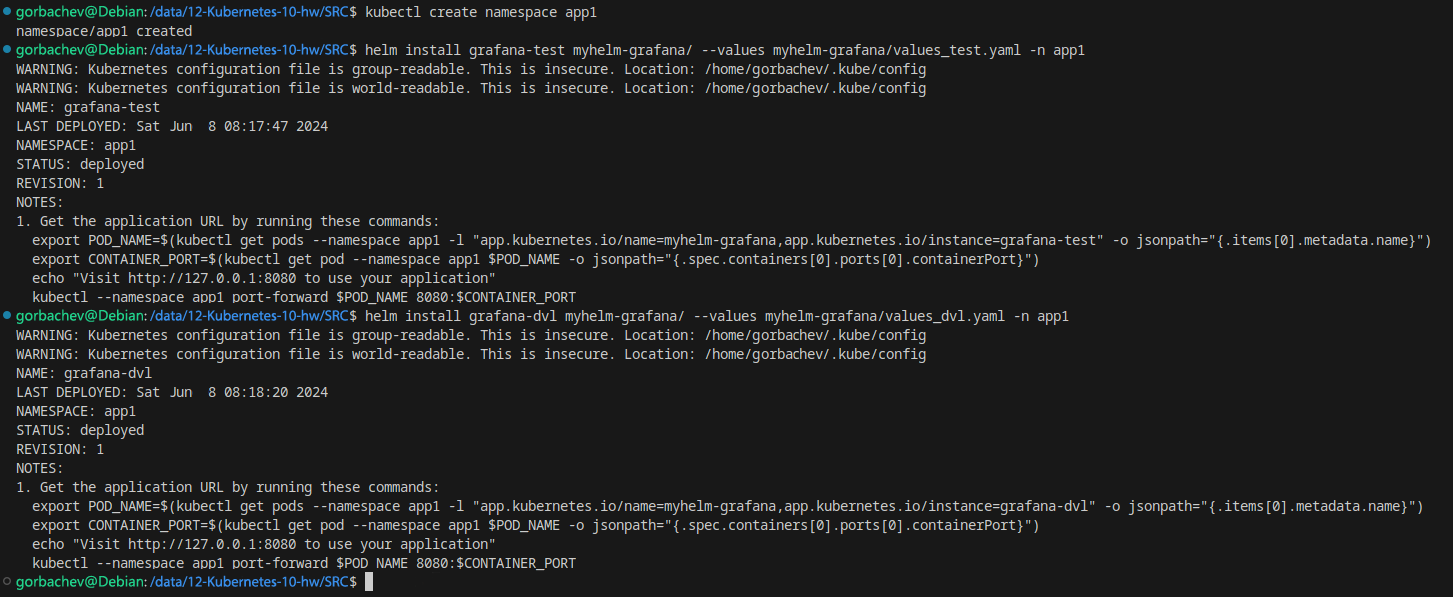 gorbachev@Debian:/data/12-Kubernetes-10-hw/SRC$ kubectl create namespace app1
namespace/app1 created
gorbachev@Debian:/data/12-Kubernetes-10-hw/SRC$ helm install grafana-test myhelm-grafana/ --values myhelm-grafana/values_test.yaml -n app1
WARNING: Kubernetes configuration file is group-readable. This is insecure. Location: /home/gorbachev/.kube/config
WARNING: Kubernetes configuration file is world-readable. This is insecure. Location: /home/gorbachev/.kube/config
NAME: grafana-test
LAST DEPLOYED: Sat Jun  8 08:17:47 2024
NAMESPACE: app1
STATUS: deployed
REVISION: 1
NOTES:
1. Get the application URL by running these commands:
  export POD_NAME=$(kubectl get pods --namespace app1 -l "app.kubernetes.io/name=myhelm-grafana,app.kubernetes.io/instance=grafana-test" -o jsonpath="{.items[0].metadata.name}")
  export CONTAINER_PORT=$(kubectl get pod --namespace app1 $POD_NAME -o jsonpath="{.spec.containers[0].ports[0].containerPort}")
  echo "Visit http://127.0.0.1:8080 to use your application"
  kubectl --namespace app1 port-forward $POD_NAME 8080:$CONTAINER_PORT
gorbachev@Debian:/data/12-Kubernetes-10-hw/SRC$ helm install grafana-dvl myhelm-grafana/ --values myhelm-grafana/values_dvl.yaml -n app1
WARNING: Kubernetes configuration file is group-readable. This is insecure. Location: /home/gorbachev/.kube/config
WARNING: Kubernetes configuration file is world-readable. This is insecure. Location: /home/gorbachev/.kube/config
NAME: grafana-dvl
LAST DEPLOYED: Sat Jun  8 08:18:20 2024
NAMESPACE: app1
STATUS: deployed
REVISION: 1
NOTES:
1. Get the application URL by running these commands:
  export POD_NAME=$(kubectl get pods --namespace app1 -l "app.kubernetes.io/name=myhelm-grafana,app.kubernetes.io/instance=grafana-dvl" -o jsonpath="{.items[0].metadata.name}")
  export CONTAINER_PORT=$(kubectl get pod --namespace app1 $POD_NAME -o jsonpath="{.spec.containers[0].ports[0].containerPort}")
  echo "Visit http://127.0.0.1:8080 to use your application"
  kubectl --namespace app1 port-forward $POD_NAME 8080:$CONTAINER_PORT
gorbachev@Debian:/data/12-Kubernetes-10-hw/SRC$